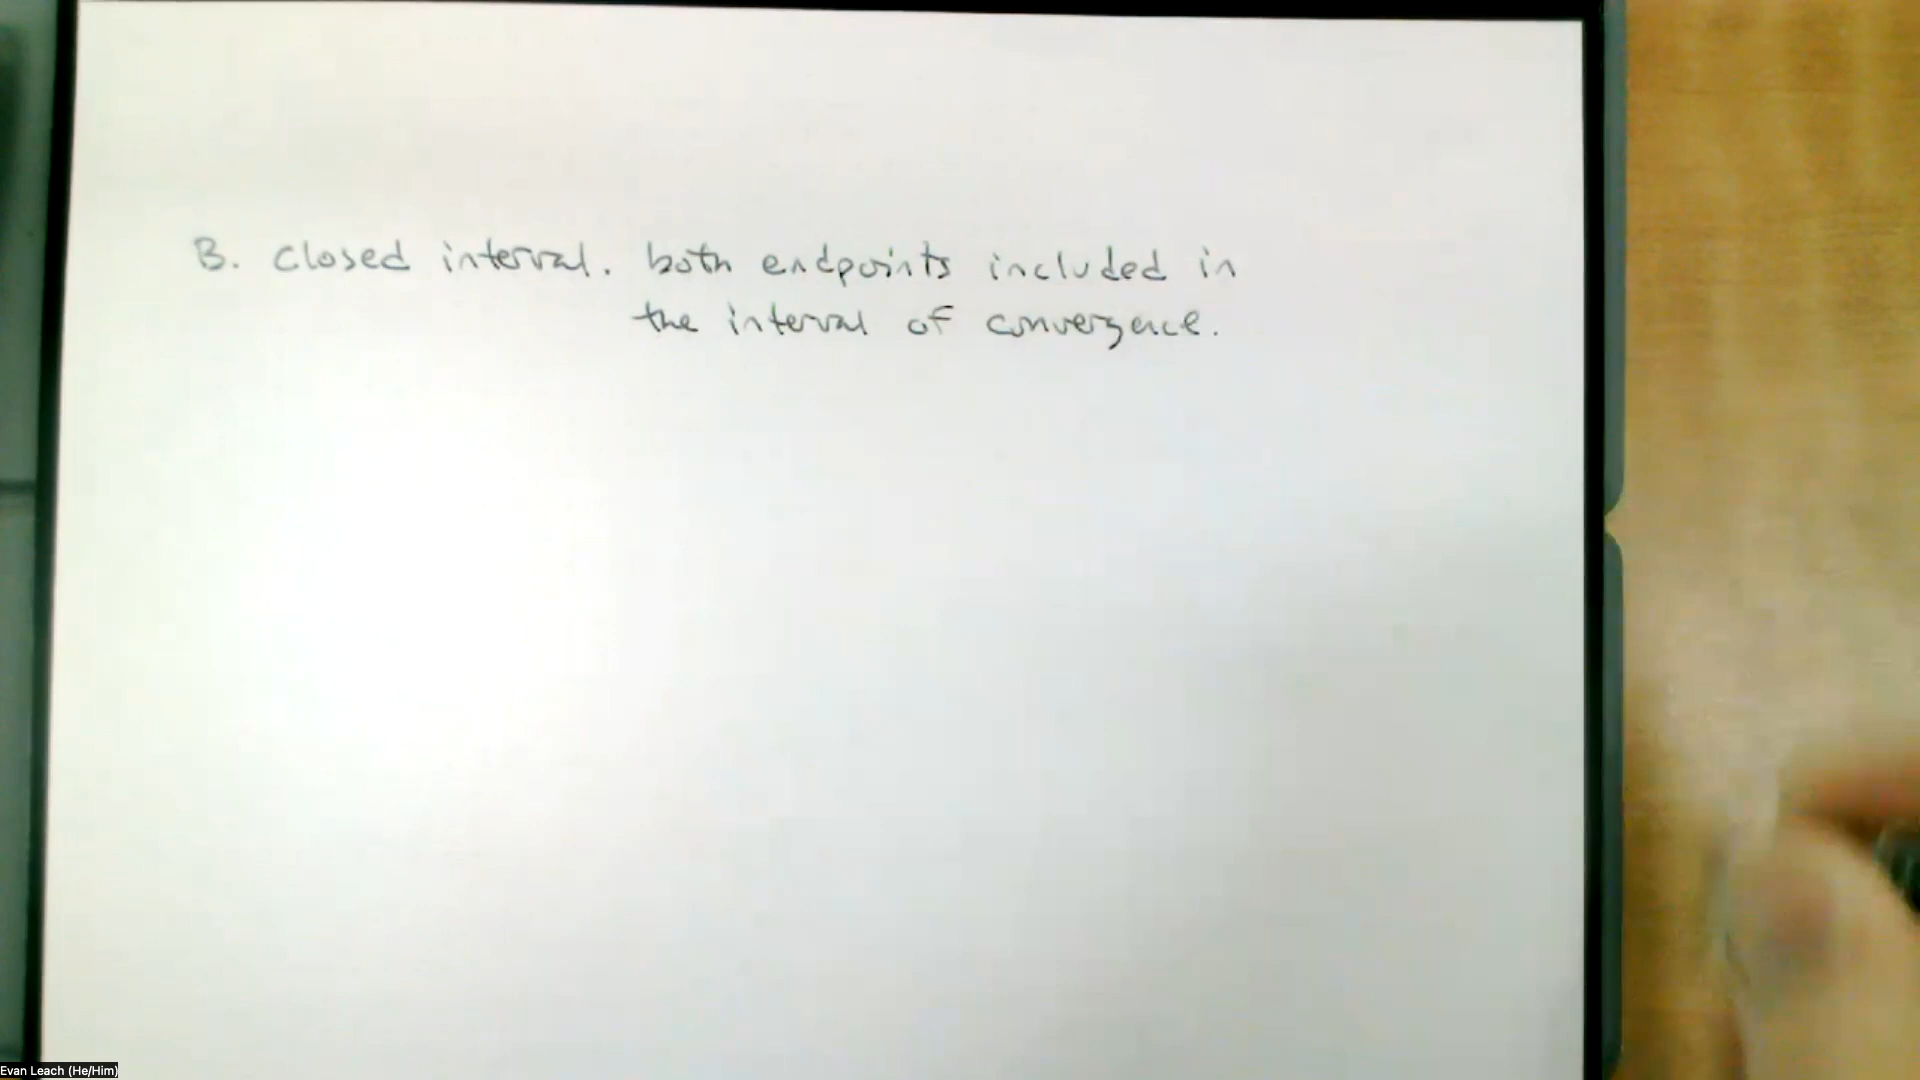 B. closed interval. both endpoints included in
the interval of convergence.
Evan Leach (He/Him)